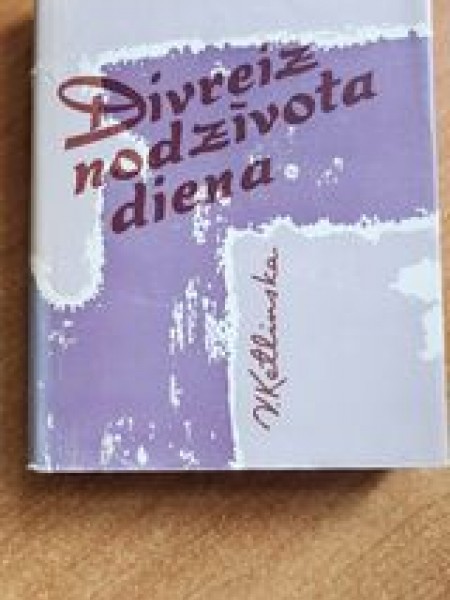 Divreiz
nodzīvota
diena
V. Ketlinska